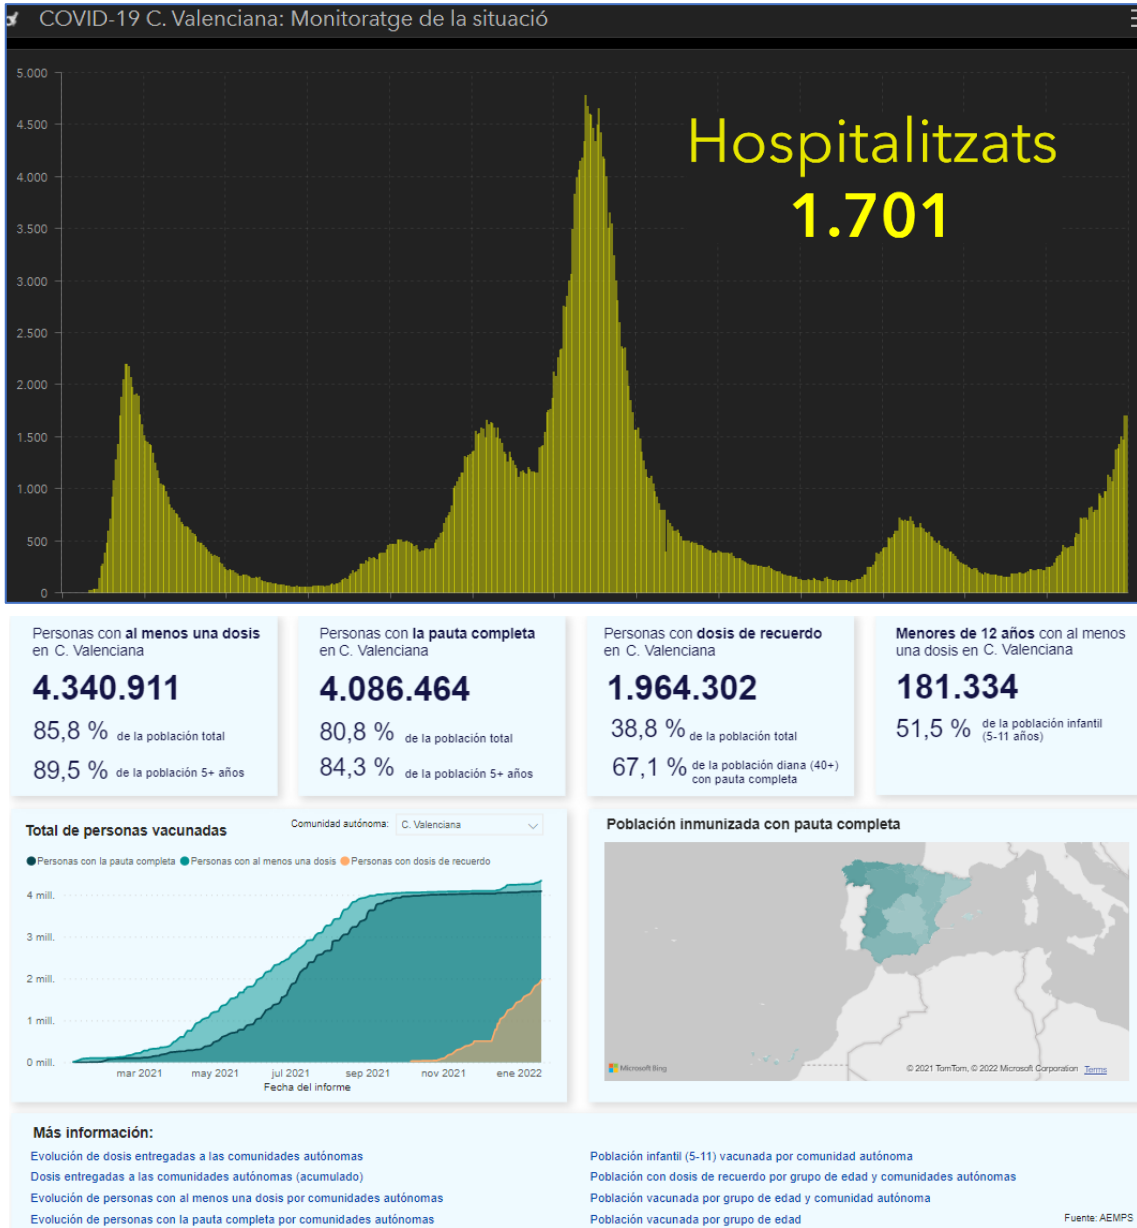 COVID-19 C. Valenciana: Monitoratge de la situació
5.000
4.500
4.000
3.500
3.000
2.500
2.000
1.500
1.000
500
0
Hospitalitzats
1.701
Personas con al menos una dosis
en C. Valenciana
4.340.911
85,8 % de la población total
89,5 % de la población 5+ años
Personas con la pauta completa
en C. Valenciana
4.086.464
80,8 % de la población total
84,3 % de la población 5+ años
Personas con dosis de recuerdo
en C. Valenciana
1.964.302
38,8 % de la población total
67,1 % de la población diana (40+)
con pauta completa
Menores de 12 años con al menos
una dosis en C. Valenciana
181.334
51,5 % de la población infantil
(5-11 años)
Total de personas vacunadas
Comunidad autónoma: C. Valenciana
Personas con la pauta completa Personas con al menos una dosis Personas con dosis de recuerdo
4 mill.
3 mill.
2 mill.
1 mill.
0 mill.
mar 2021 may 2021 jul 2021 sep 2021 nov 2021 ene 2022
Fecha del informe
Población inmunizada con pauta completa
Microsoft Bing
© 2021 TomTom, © 2022 Microsoft Corporation Terms
Más información:
Evolución de dosis entregadas a las comunidades autónomas
Dosis entregadas a las comunidades autónomas (acumulado)
Evolución de personas con al menos una dosis por comunidades autónomas
Evolución de personas con la pauta completa por comunidades autónomas
Población infantil (5-11) vacunada por comunidad autónoma
Población con dosis de recuerdo por grupo de edad y comunidades autónomas
Población vacunada por grupo de edad y comunidad autónoma
Población vacunada por grupo de edad
Fuente: AEMPS